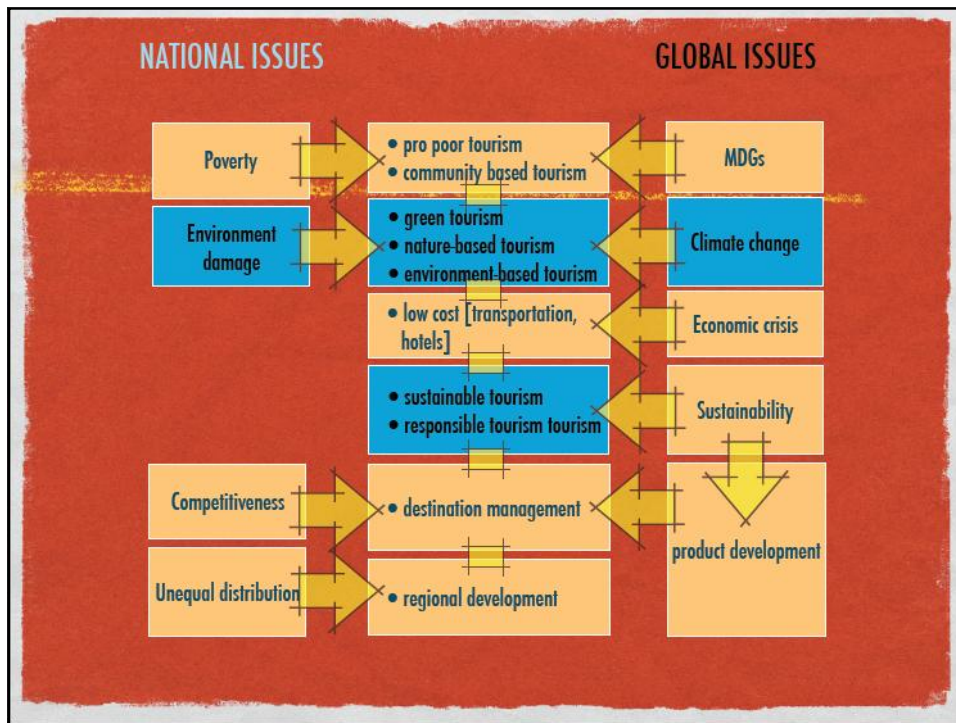 NATIONAL ISSUES
GLOBAL ISSUES
Poverty
• pro poor tourism
• community based tourism
MDGs
Environment
damage
• green tourism
• nature-based tourism
• environment-based tourism
Climate change
• low cost [transportation,
hotels]
Economic crisis
• sustainable tourism
• responsible tourism tourism
Sustainability
Competitiveness
• destination management
product development
Unequal distribution
• regional development